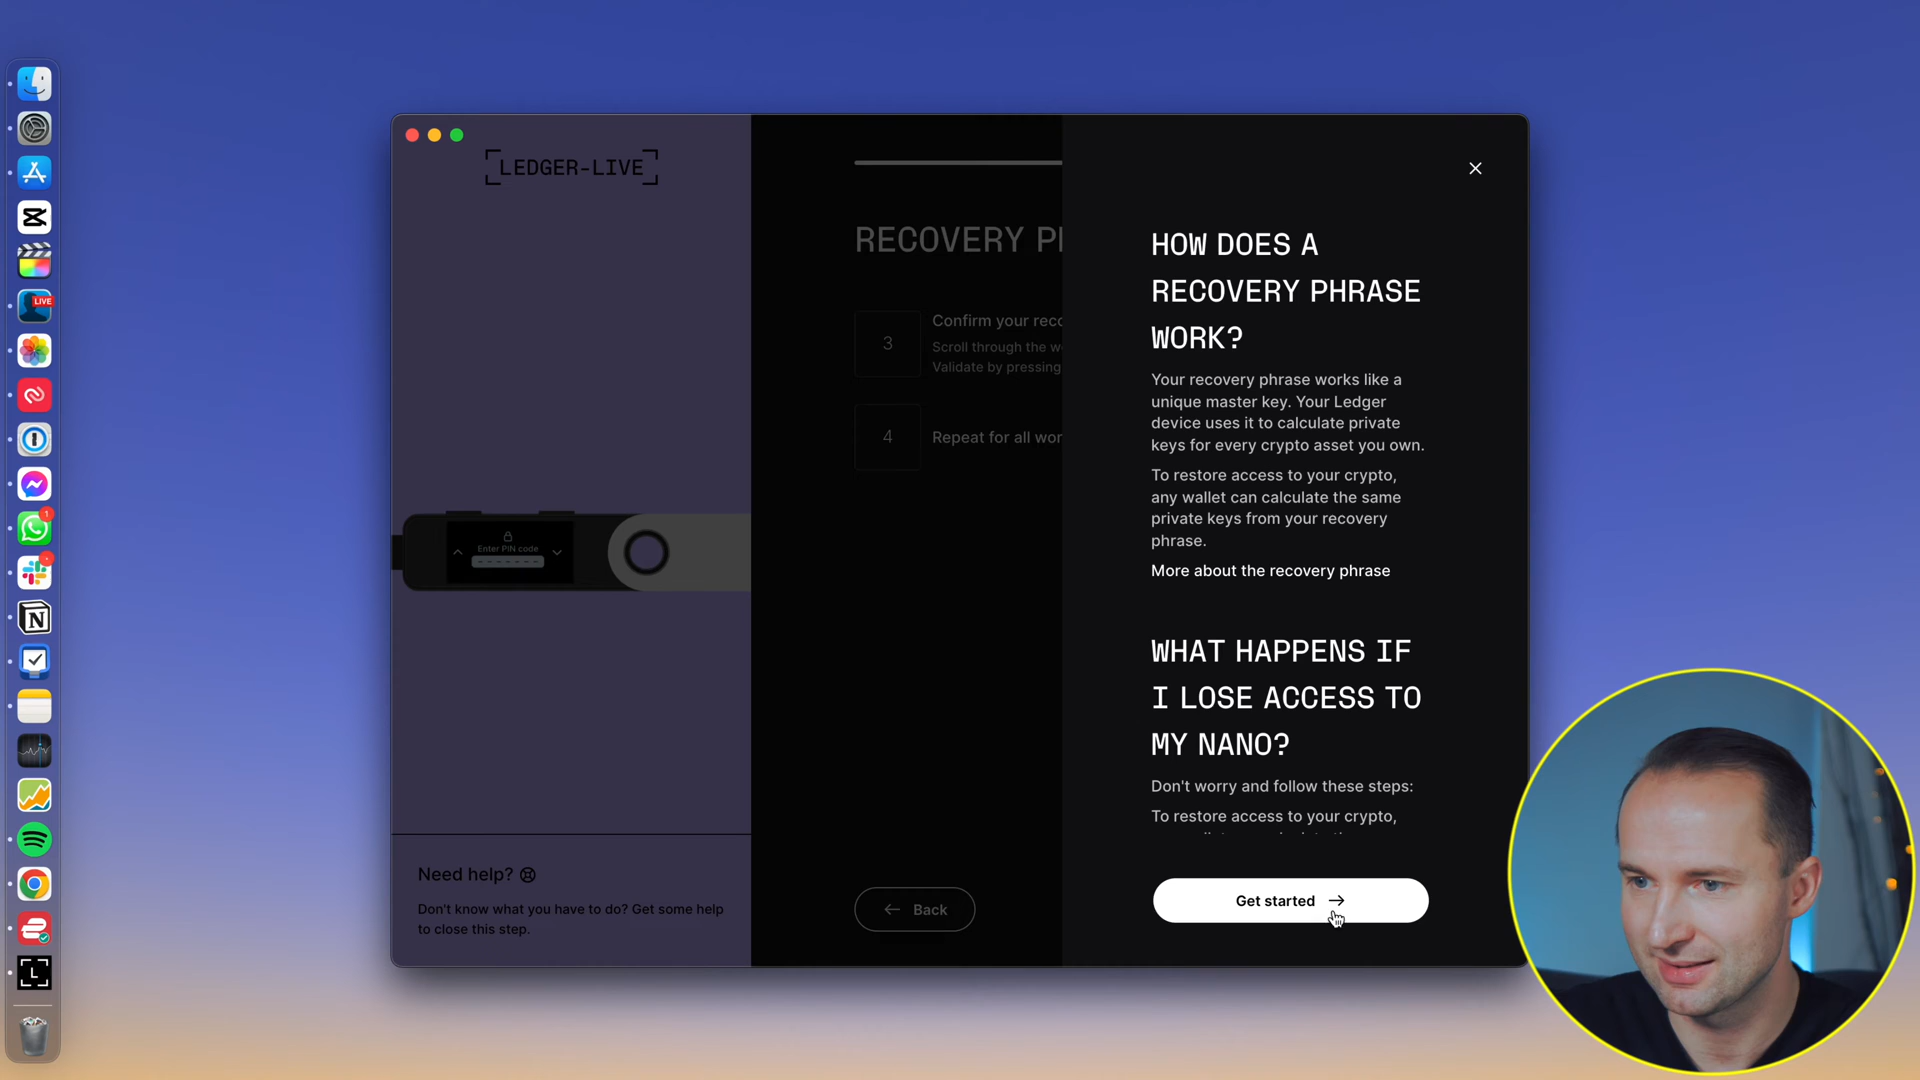 LEDGER-LIVE
Enter PIN code
Need help?
Don't know what you have to do? Get some help
to close this step.
RECOVERY P
3
Confirm your reco
Scroll through the w
Validate by pressing
4
Repeat for all wor
Back
HOW DOES A
RECOVERY PHRASE
WORK?
Your recovery phrase works like a
unique master key. Your Ledger
device uses it to calculate private
keys for every crypto asset you own.
To restore access to your crypto,
any wallet can calculate the same
private keys from your recovery
phrase.
More about the recovery phrase
WHAT HAPPENS IF
I LOSE ACCESS TO
MY NANO?
Don't worry and follow these steps:
To restore access to your crypto,
Get started
LIVE
1
N
L